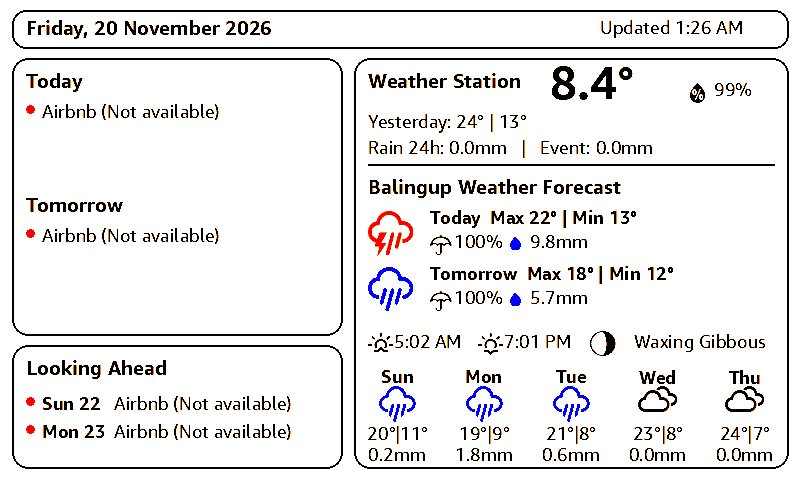 Friday, 20 November 2026
Updated 1:26 AM
Today
Airbnb (Not available)
Tomorrow
Airbnb (Not available)
Looking Ahead
Sun 22 Airbnb (Not available)
Mon 23 Airbnb (Not available)
Weather Station 8.4° 99%
Yesterday: 24° | 13°
Rain 24h: 0.0mm | Event: 0.0mm
Balingup Weather Forecast
Today Max 22° | Min 13°
100% 9.8mm
Tomorrow Max 18° | Min 12°
100% 5.7mm
5:02 AM 7:01 PM Waxing Gibbous
Sun Mon Tue Wed Thu
20°|11° 19°|9° 21°|8° 23°|8° 24°|7°
0.2mm 1.8mm 0.6mm 0.0mm 0.0mm